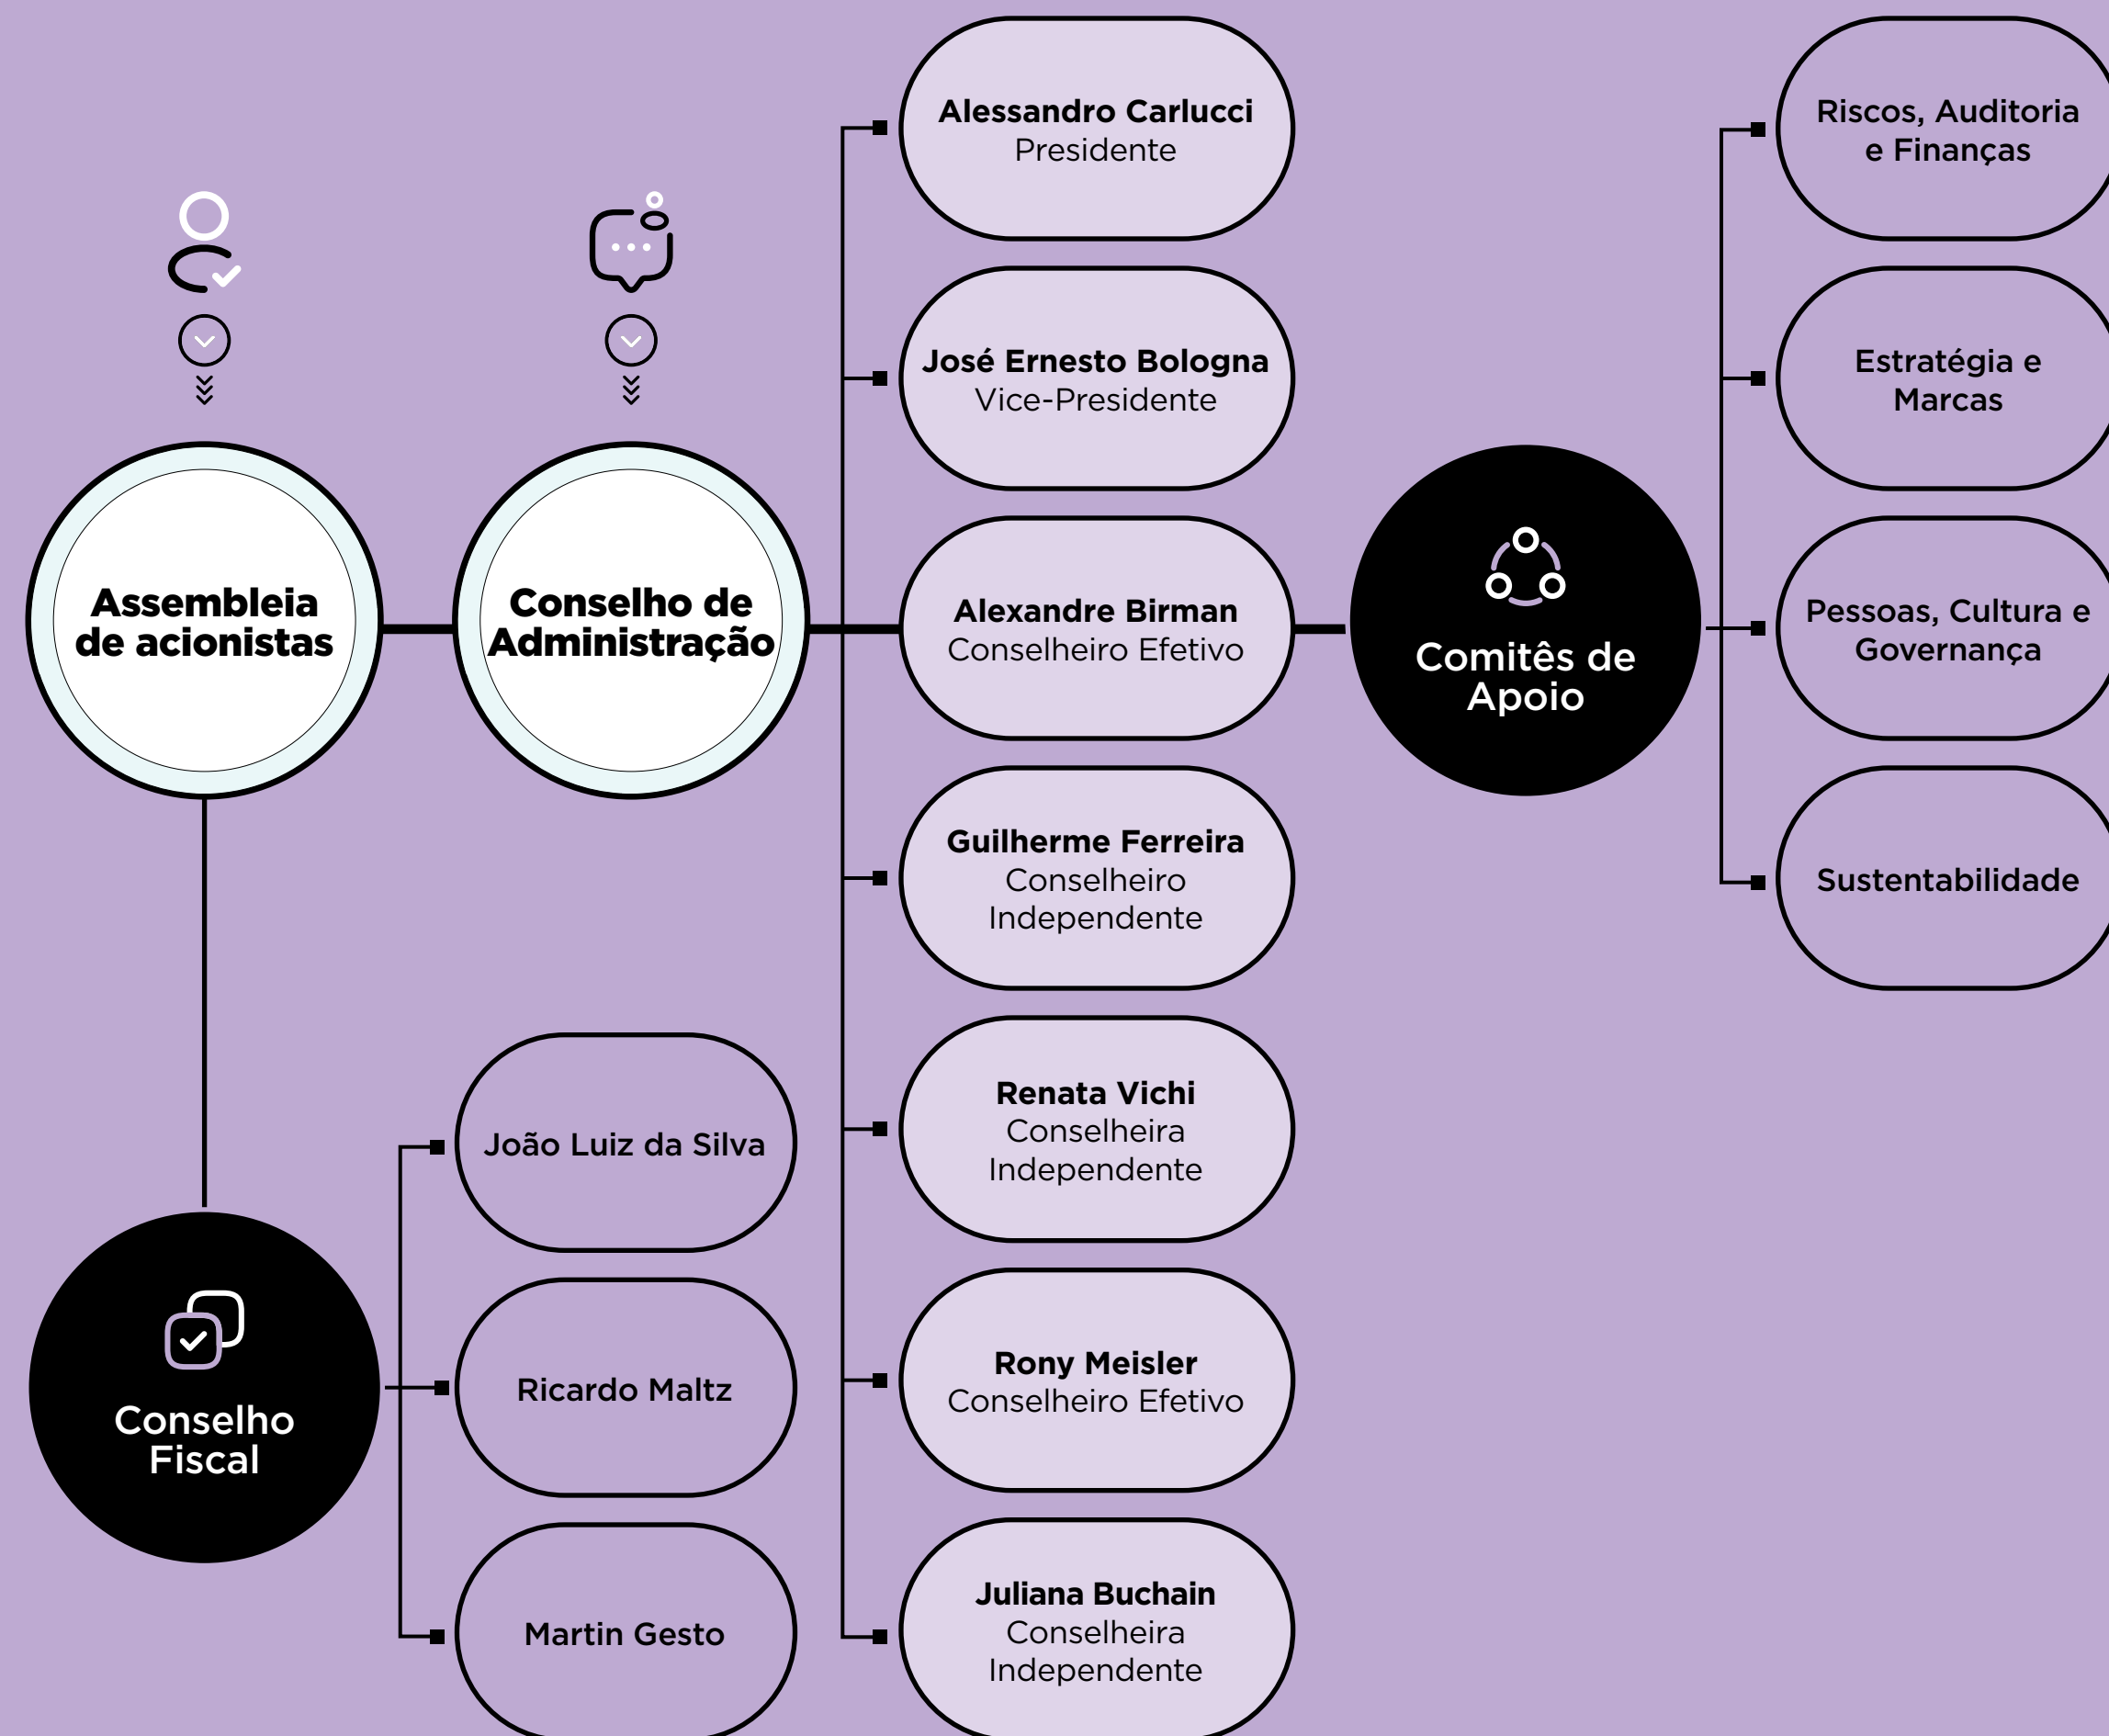 Assembleia
de acionistas
Conselho de
Administração
Alessandro Carlucci
Presidente
José Ernesto Bologna
Vice-Presidente
Alexandre Birman
Conselheiro Efetivo
Guilherme Ferreira
Conselheiro
Independente
Renata Vichi
Conselheira
Independente
Rony Meisler
Conselheiro Efetivo
Juliana Buchain
Conselheira
Independente
Comitês de
Apoio
Riscos, Auditoria
e Finanças
Estratégia e
Marcas
Pessoas, Cultura e
Governança
Sustentabilidade
Conselho
Fiscal
João Luiz da Silva
Ricardo Maltz
Martin Gesto